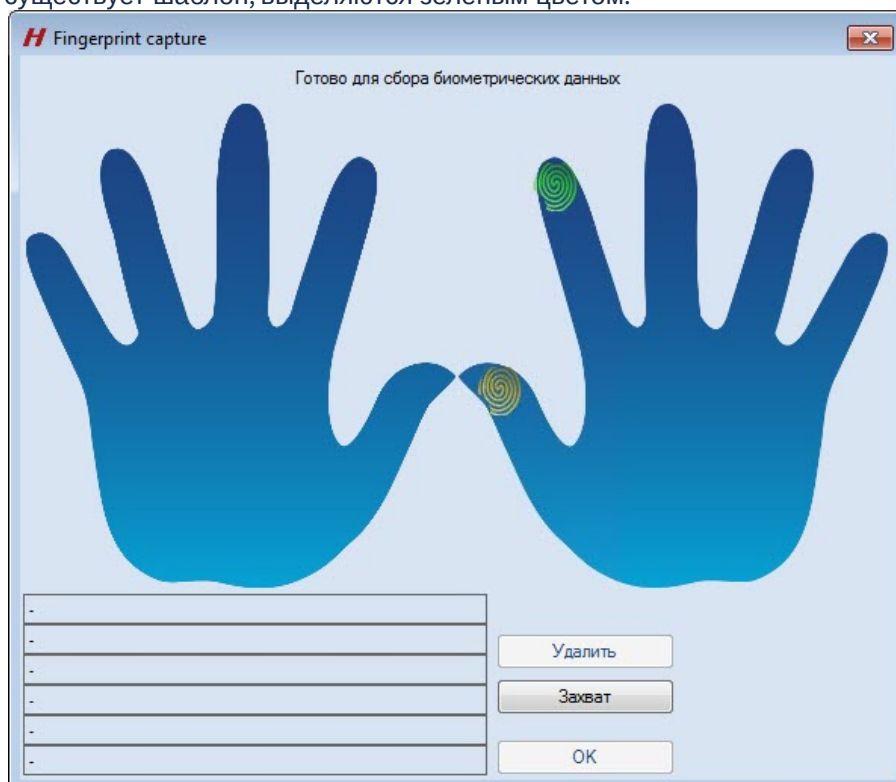 существует шаблон, выделяются зеленым цветом.
Fingerprint capture
Готово для сбора биометрических данных
-
-
-
-
-
-
Удалить
Захват
OK